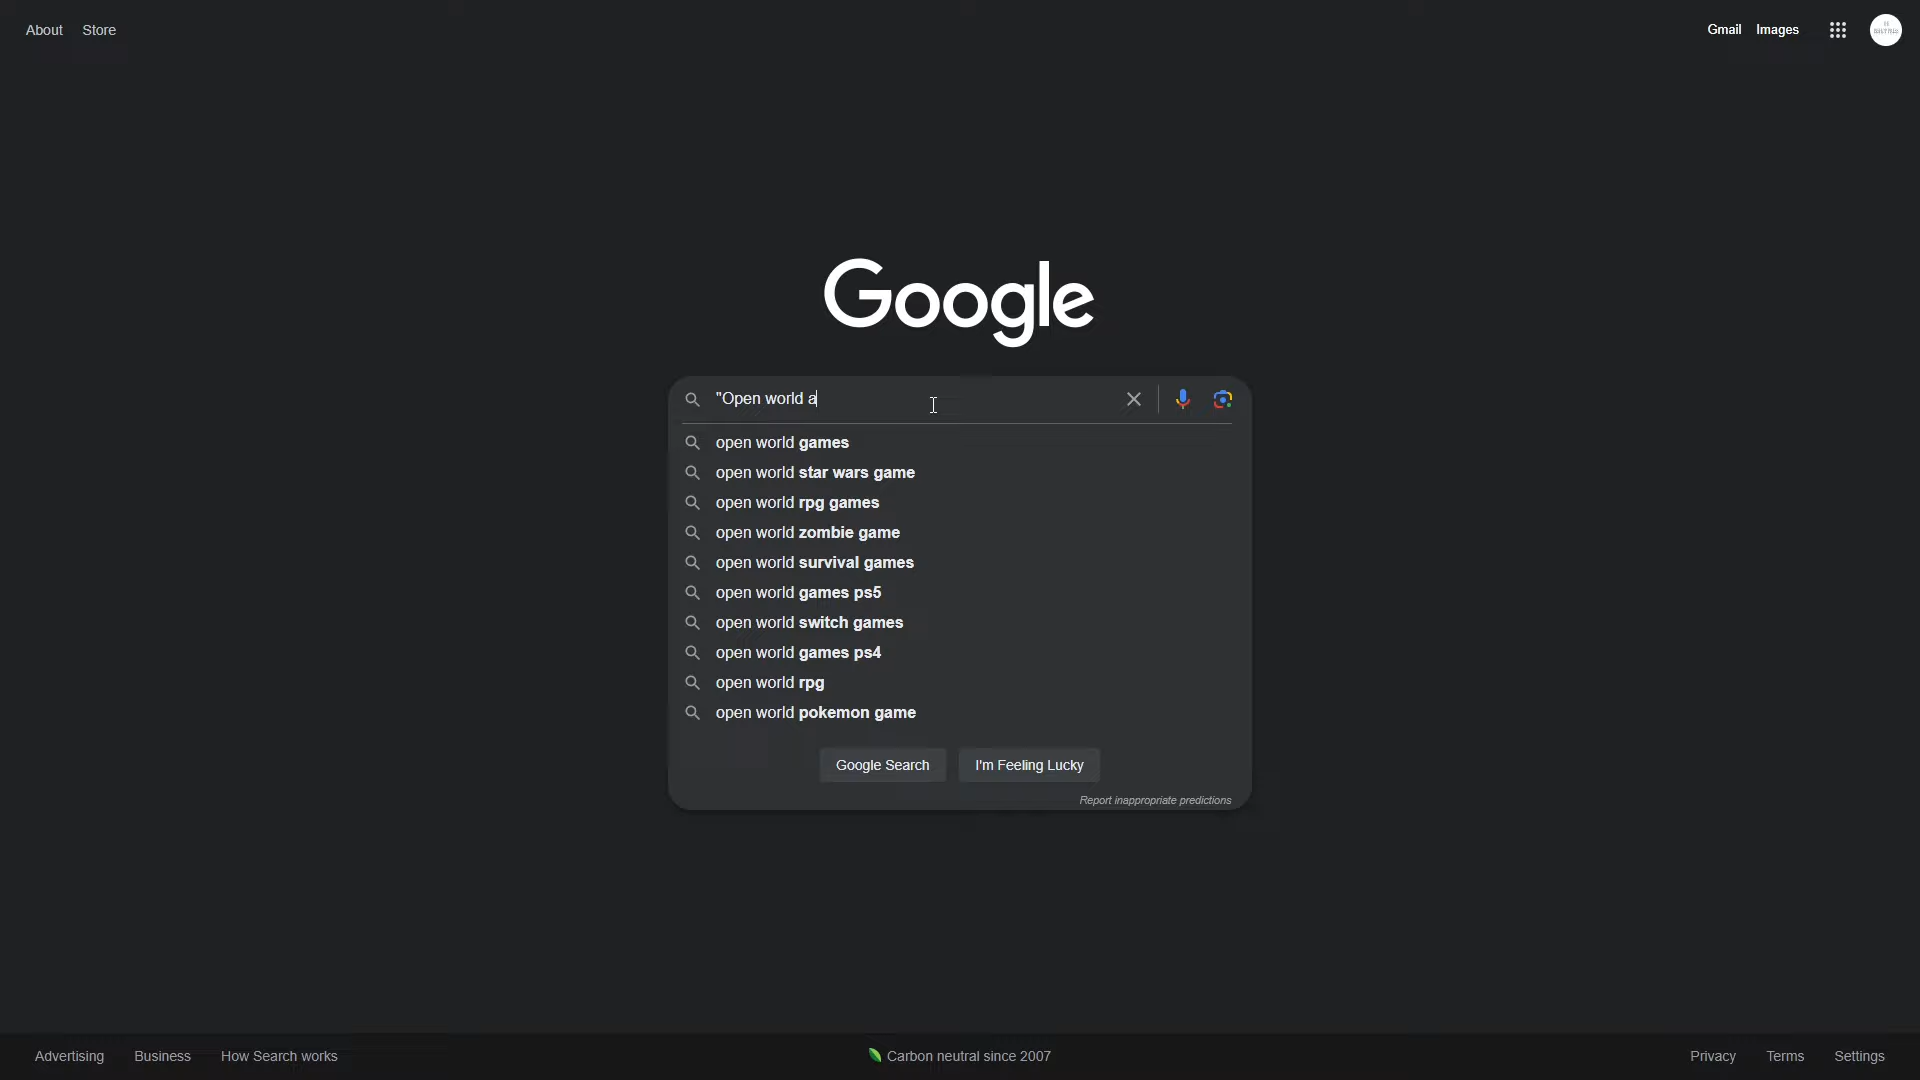 About Store
Gmail Images
Google
"Open world a
open world games
open world star wars game
open world rpg games
open world zombie game
open world survival games
open world games ps5
open world switch games
open world games ps4
open world rpg
open world pokemon game
Google Search I'm Feeling Lucky
Report inappropriate predictions
Advertising Business How Search works
Carbon neutral since 2007
Privacy Terms Settings